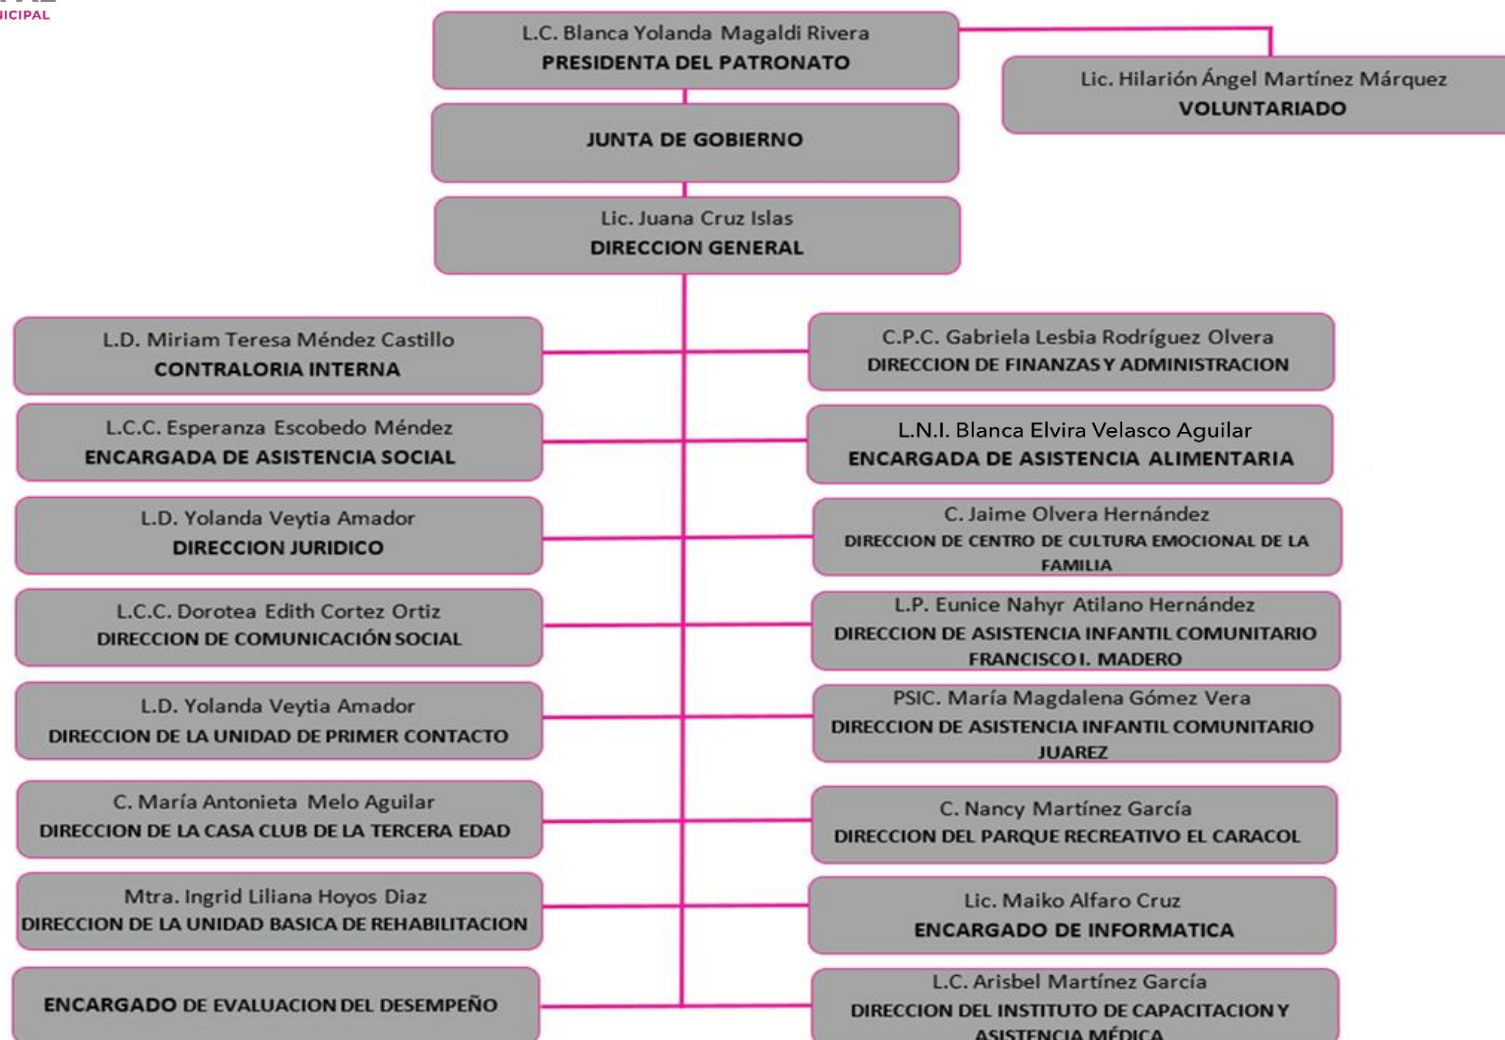 NICIPAL
L.C. Blanca Yolanda Magaldi Rivera
PRESIDENTA DEL PATRONATO
Lic. Hilarión Ángel Martínez Márquez
VOLUNTARIADO
JUNTA DE GOBIERNO
Lic. Juana Cruz Islas
DIRECCION GENERAL
L.D. Miriam Teresa Méndez Castillo
CONTRALORIA INTERNA
C.P.C. Gabriela Lesbia Rodríguez Olvera
DIRECCION DE FINANZAS Y ADMINISTRACION
L.C.C. Esperanza Escobedo Méndez
ENCARGADA DE ASISTENCIA SOCIAL
L.N.I. Blanca Elvira Velasco Aguilar
ENCARGADA DE ASISTENCIA ALIMENTARIA
L.D. Yolanda Veytia Amador
DIRECCION JURIDICO
C. Jaime Olvera Hernández
DIRECCION DE CENTRO DE CULTURA EMOCIONAL DE LA
FAMILIA
L.C.C. Dorotea Edith Cortez Ortiz
DIRECCION DE COMUNICACIÓN SOCIAL
L.P. Eunice Nahyr Atilano Hernández
DIRECCION DE ASISTENCIA INFANTIL COMUNITARIO
FRANCISCO I. MADERO
L.D. Yolanda Veytia Amador
DIRECCION DE LA UNIDAD DE PRIMER CONTACTO
PSIC. María Magdalena Gómez Vera
DIRECCION DE ASISTENCIA INFANTIL COMUNITARIO
JUAREZ
C. María Antonieta Melo Aguilar
DIRECCION DE LA CASA CLUB DE LA TERCERA EDAD
C. Nancy Martínez García
DIRECCION DEL PARQUE RECREATIVO EL CARACOL
Mtra. Ingrid Liliana Hoyos Diaz
DIRECCION DE LA UNIDAD BASICA DE REHABILITACION
Lic. Maiko Alfaro Cruz
ENCARGADO DE INFORMATICA
ENCARGADO DE EVALUACION DEL DESEMPEÑO
L.C. Arisbel Martínez García
DIRECCION DEL INSTITUTO DE CAPACITACION Y
ASISTENCIA MÉDICA